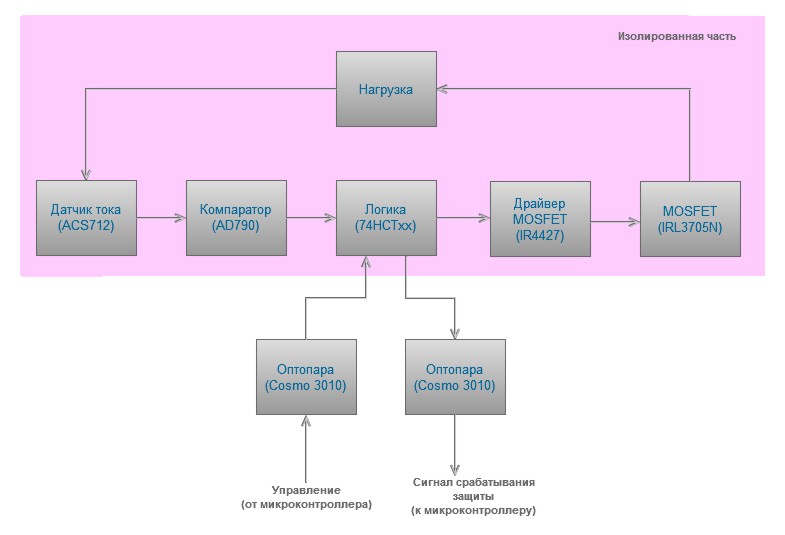 Изолированная часть
Нагрузка
Датчик тока
(ACS712)
Компаратор
(AD790)
Логика
(74HCTxx)
Драйвер
MOSFET
(IR4427)
MOSFET
(IRL3705N)
Оптопара
(Cosmo 3010)
Оптопара
(Cosmo 3010)
Управление
(от микроконтроллера)
Сигнал срабатывания
защиты
(к микроконтроллеру)